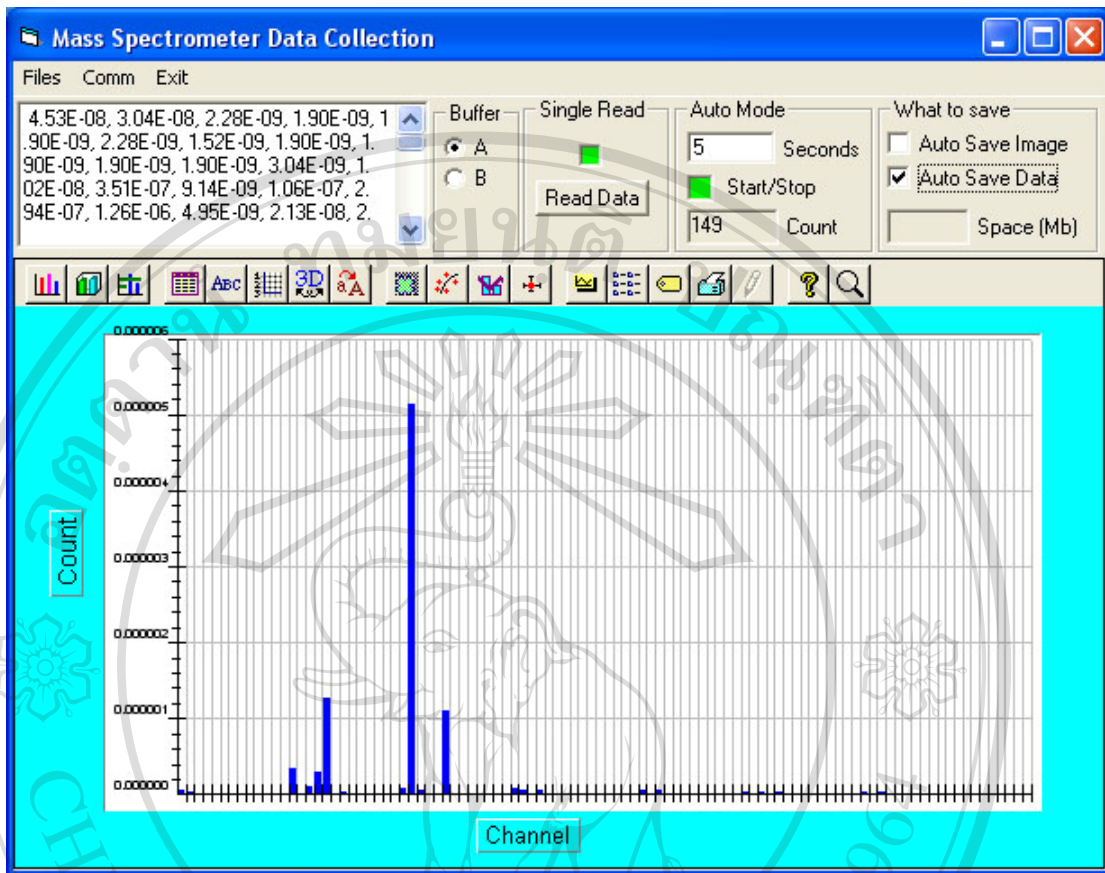 Mass Spectrometer Data Collection
Files Comm Exit
4.53E-08, 3.04E-08, 2.28E-09, 1.90E-09, 1
.90E-09, 2.28E-09, 1.52E-09, 1.90E-09, 1.
90E-09, 1.90E-09, 1.90E-09, 3.04E-09, 1.
02E-08, 3.51E-07, 9.14E-09, 1.06E-07, 2.
94E-07, 1.26E-06, 4.95E-09, 2.13E-08, 2.
Buffer
A
B
Single Read
Read Data
Auto Mode
5 Seconds
Start/Stop
149 Count
What to save
Auto Save Image
Auto Save Data
Space (Mb)
ABC
3D
aA
?
0.000006
0.000005
0.000004
0.000003
0.000002
0.000001
0.000000
Count
Channel